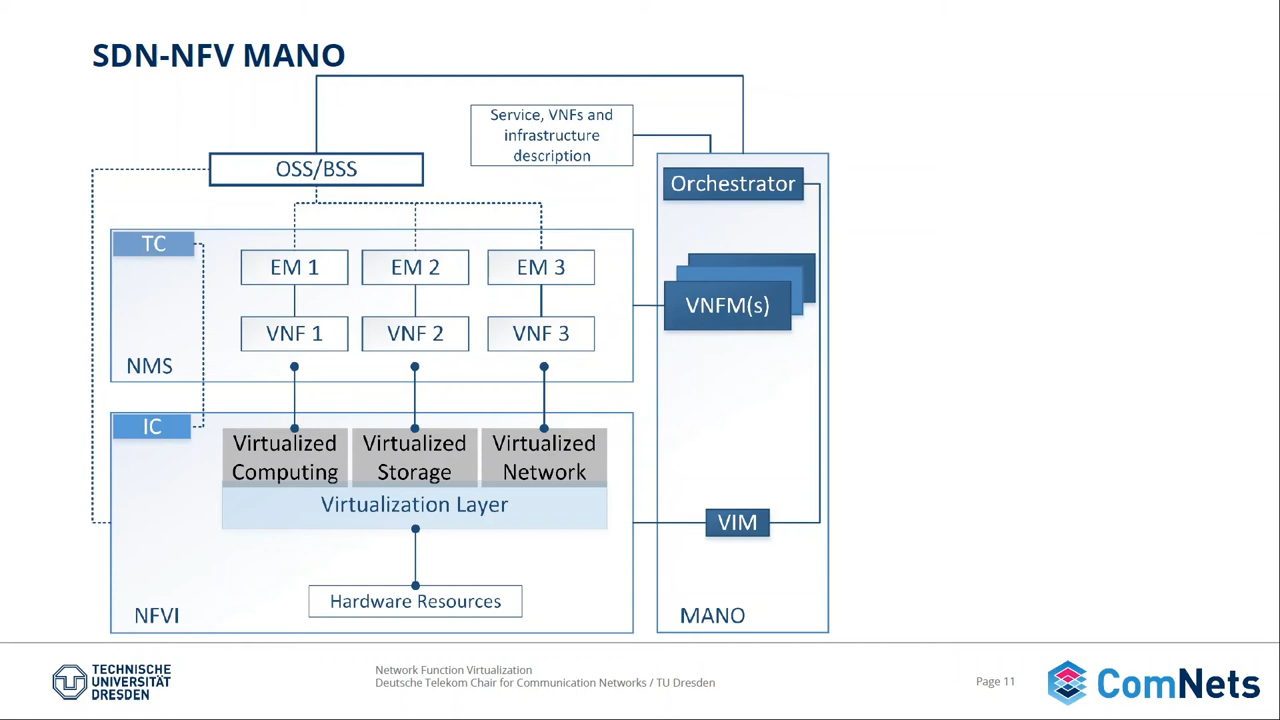 SDN-NFV MANO
Service, VNFs and
infrastructure
description
OSS/BSS
Orchestrator
TC
EM 1
EM 2
EM 3
VNFM(s)
VNF 1
VNF 2
VNF 3
NMS
IC
Virtualized
Computing
Virtualized
Storage
Virtualized
Network
Virtualization Layer
VIM
Hardware Resources
NFVI
MANO
TECHNISCHE
UNIVERSITÄT
DRESDEN
Network Function Virtualization
Deutsche Telekom Chair for Communication Networks / TU Dresden
Page 11
ComNets